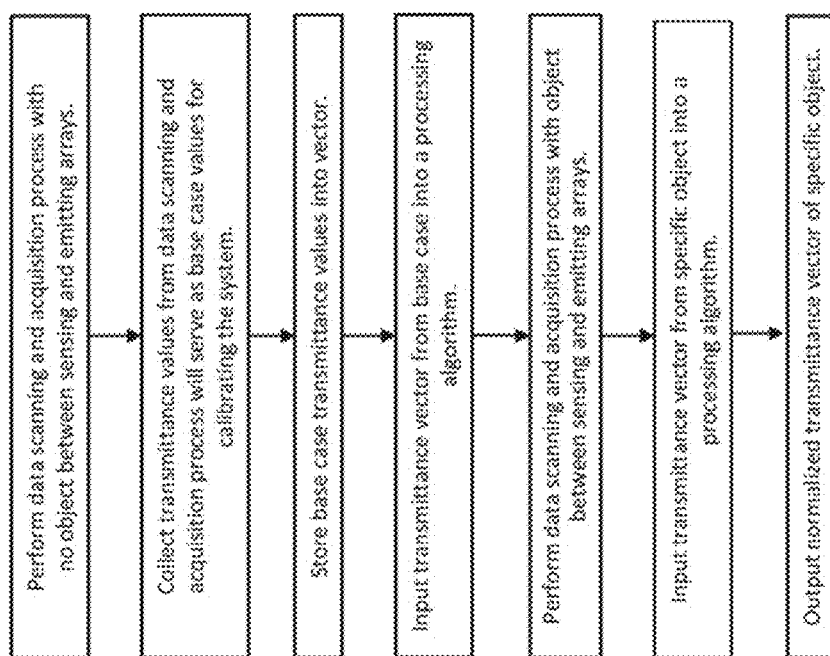 Perform data scanning and acquisition process with
no object between sensing and emitting arrays.
Collect transmittance values from data scanning and
acquisition process will serve as base case values for
calibrating the system.
Store base case transmittance values into vector.
Input transmittance vector from base case into a processing
algorithm.
Perform data scanning and acquisition process with object
between sensing and emitting arrays.
Input transmittance vector from specific object into a
processing algorithm.
Output normalized transmittance vector of specific object.